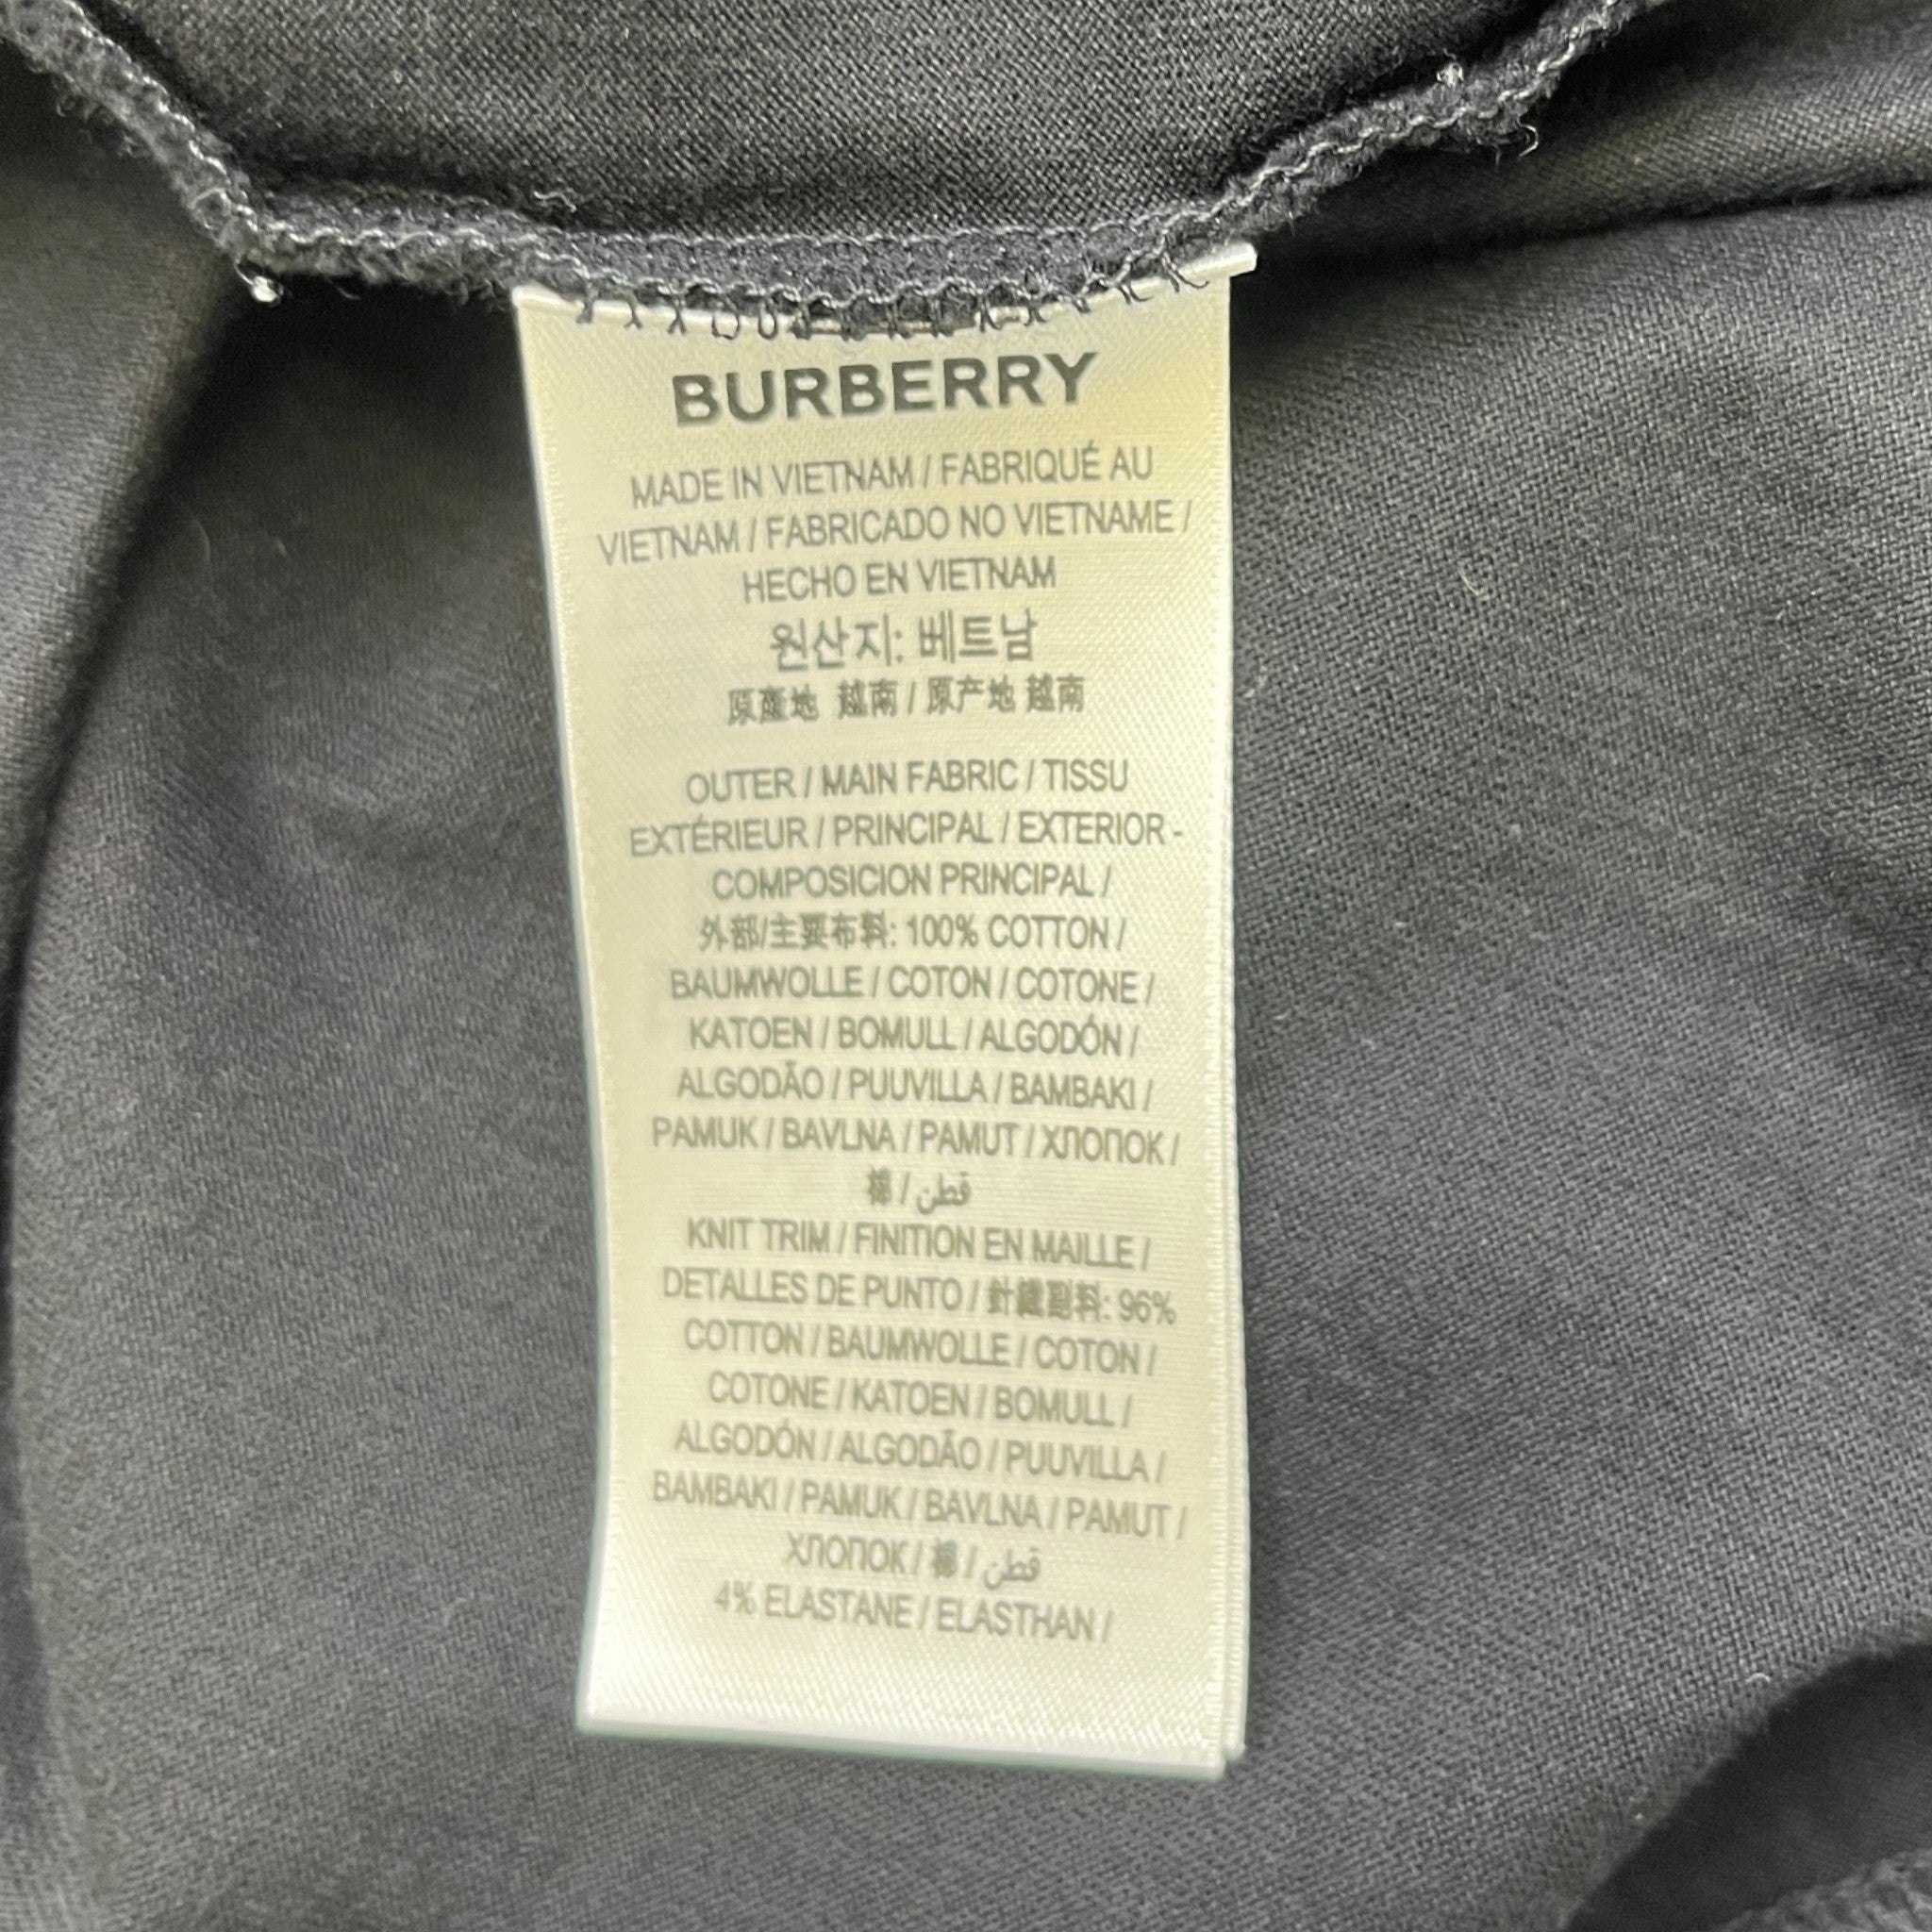 BURBERRY
MADE IN VIETNAM / FABRIQUÉ AU
VIETNAM / FABRICADO NO VIETNAME /
HECHO EN VIETNAM
원산지: 베트남
原產地 越南 / 原产地 越南
OUTER / MAIN FABRIC / TISSU
EXTÉRIEUR / PRINCIPAL / EXTERIOR -
COMPOSICION PRINCIPAL /
外部/主要布料: 100% COTTON /
BAUMWOLLE / COTON / COTONE /
KATOEN / BOMULL / ALGODÓN /
ALGODÃO / PUUVILLA / BAMBAKI /
PAMUK / BAVLNA / PAMUT / ХЛОПОК /
棉 / قطن
KNIT TRIM / FINITION EN MAILLE /
DETALLES DE PUNTO / 針織副料: 96%
COTTON / BAUMWOLLE / COTON /
COTONE / KATOEN / BOMULL /
ALGODÓN / ALGODÃO / PUUVILLA /
BAMBAKI / PAMUK / BAVLNA / PAMUT /
ХЛОПОК / 棉 / قطن
4% ELASTANE / ELASTHAN /